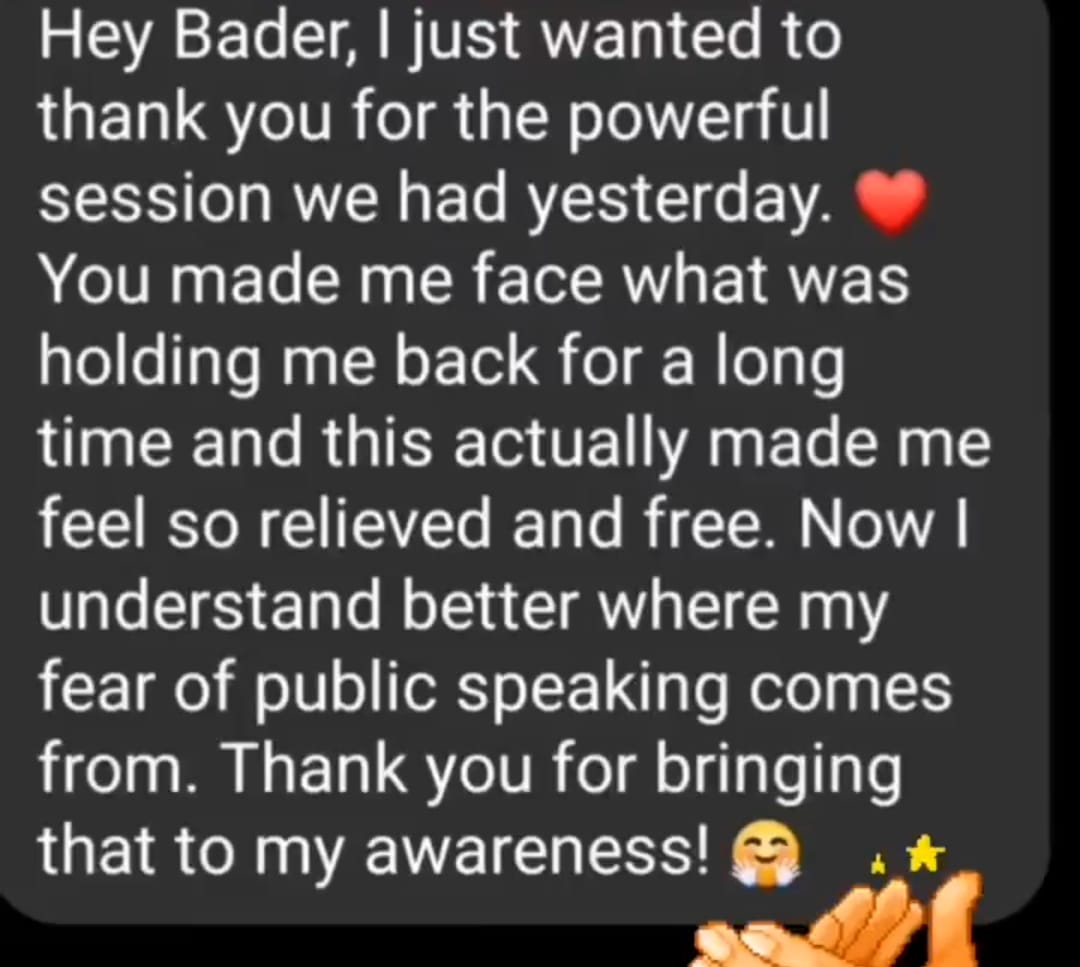 Hey Bader, I just wanted to
thank you for the powerful
session we had yesterday. ❤️
You made me face what was
holding me back for a long
time and this actually made me
feel so relieved and free. Now I
understand better where my
fear of public speaking comes
from. Thank you for bringing
that to my awareness! 🤗